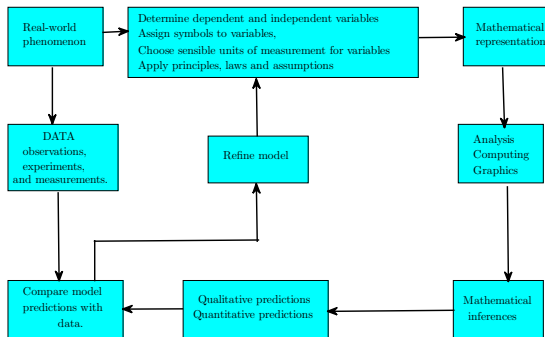 Real-world
phenomenon
Determine dependent and independent variables
Assign symbols to variables,
Choose sensible units of measurement for variables
Apply principles, laws and assumptions
Mathematical
representation
DATA
observations,
experiments,
and measurements.
Refine model
Analysis
Computing
Graphics
Compare model
predictions with
data.
Qualitative predictions
Quantitative predictions
Mathematical
inferences